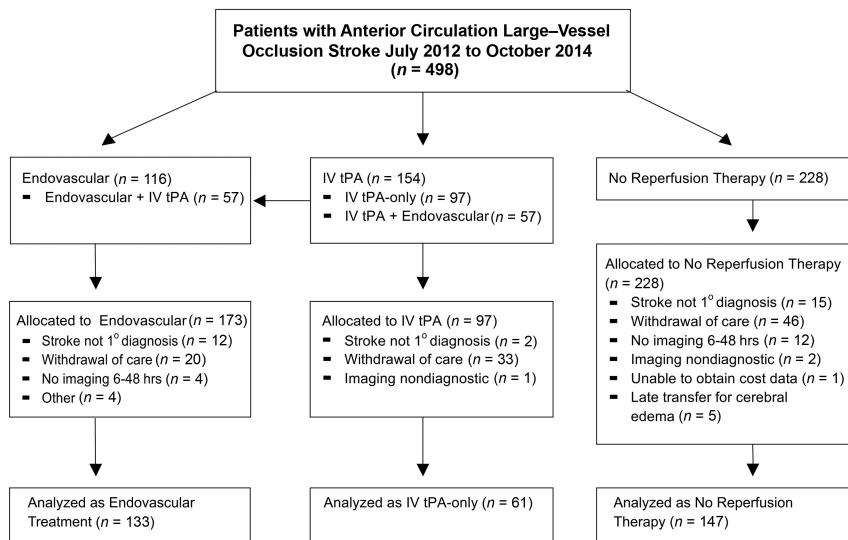 Patients with Anterior Circulation Large–Vessel
Occlusion Stroke July 2012 to October 2014
(n = 498)
Endovascular (n = 116)
▪ Endovascular + IV tPA (n = 57)
IV tPA (n = 154)
▪ IV tPA-only (n = 97)
▪ IV tPA + Endovascular (n = 57)
No Reperfusion Therapy (n = 228)
Allocated to Endovascular (n = 173)
▪ Stroke not 1° diagnosis (n = 12)
▪ Withdrawal of care (n = 20)
▪ No imaging 6-48 hrs (n = 4)
▪ Other (n = 4)
Allocated to IV tPA (n = 97)
▪ Stroke not 1° diagnosis (n = 2)
▪ Withdrawal of care (n = 33)
▪ Imaging nondiagnostic (n = 1)
Allocated to No Reperfusion Therapy
(n = 228)
▪ Stroke not 1° diagnosis (n = 15)
▪ Withdrawal of care (n = 46)
▪ No imaging 6-48 hrs (n = 12)
▪ Imaging nondiagnostic (n = 2)
▪ Unable to obtain cost data (n = 1)
▪ Late transfer for cerebral
edema (n = 5)
Analyzed as Endovascular
Treatment (n = 133)
Analyzed as IV tPA-only (n = 61)
Analyzed as No Reperfusion
Therapy (n = 147)